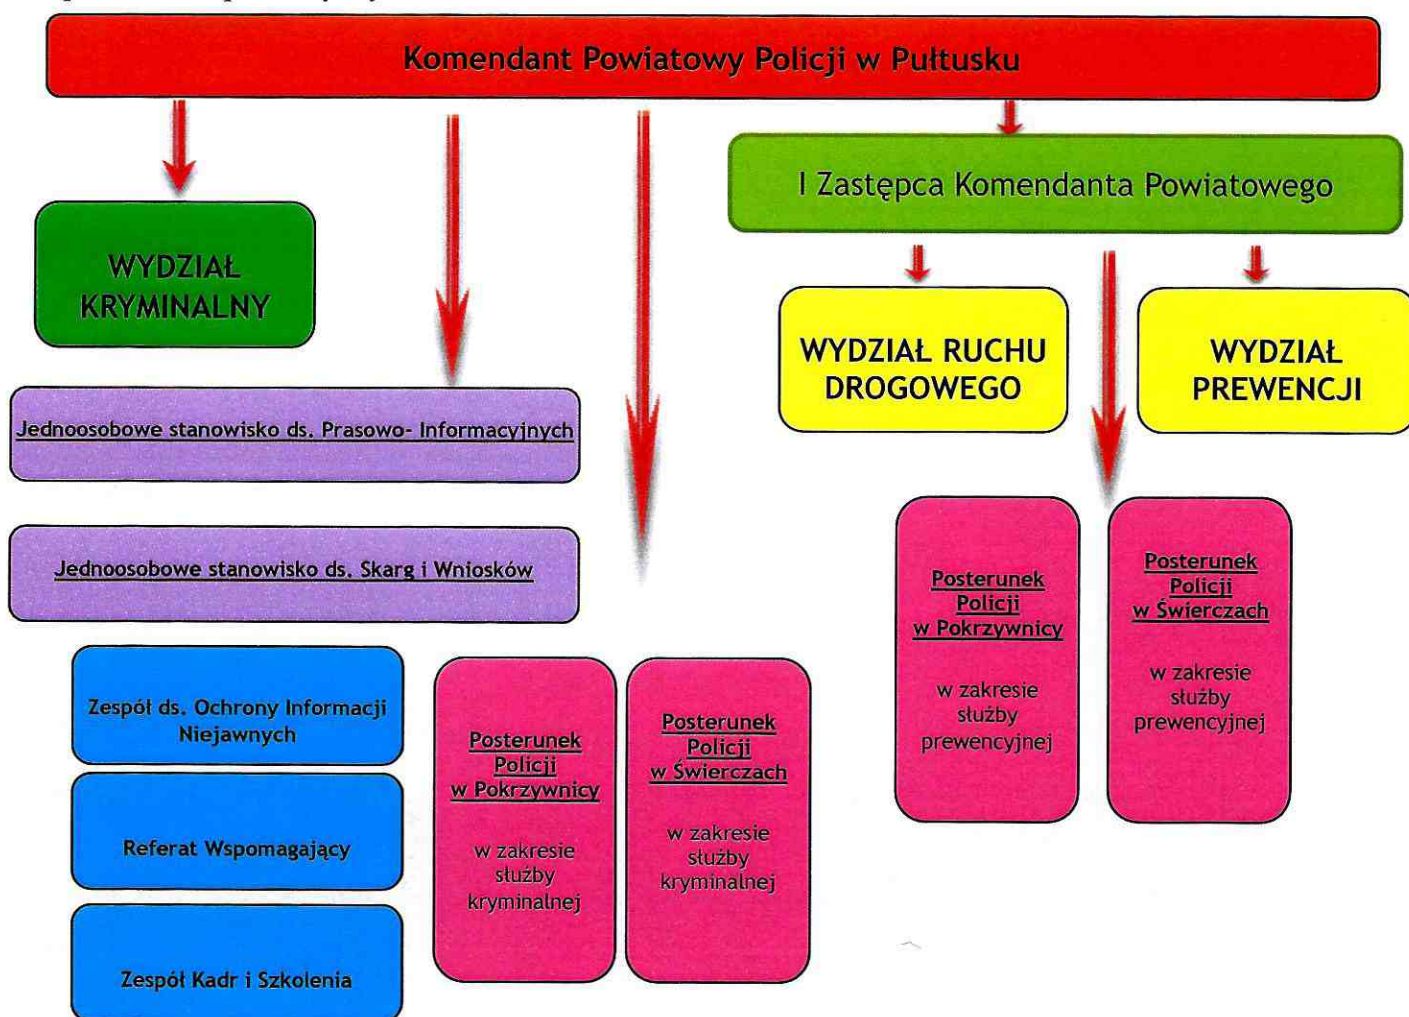 Komendant Powiatowy Policji w Pułtusku
I Zastępca Komendanta Powiatowego
WYDZIAŁ
KRYMINALNY
WYDZIAŁ RUCHU
DROGOWEGO
WYDZIAŁ
PREWENCJI
Jednoosobowe stanowisko ds. Prasowo- Informacyjnych
Jednoosobowe stanowisko ds. Skarg i Wniosków
Zespół ds. Ochrony Informacji
Niejawnych
Referat Wspomagający
Zespół Kadr i Szkolenia
Posterunek
Policji
w Pokrzywnicy
w zakresie
służby
kryminalnej
Posterunek
Policji
w Świerczach
w zakresie
służby
kryminalnej
Posterunek
Policji
w Pokrzywnicy
w zakresie
służby
prewencyjnej
Posterunek
Policji
w Świerczach
w zakresie
służby
prewencyjnej